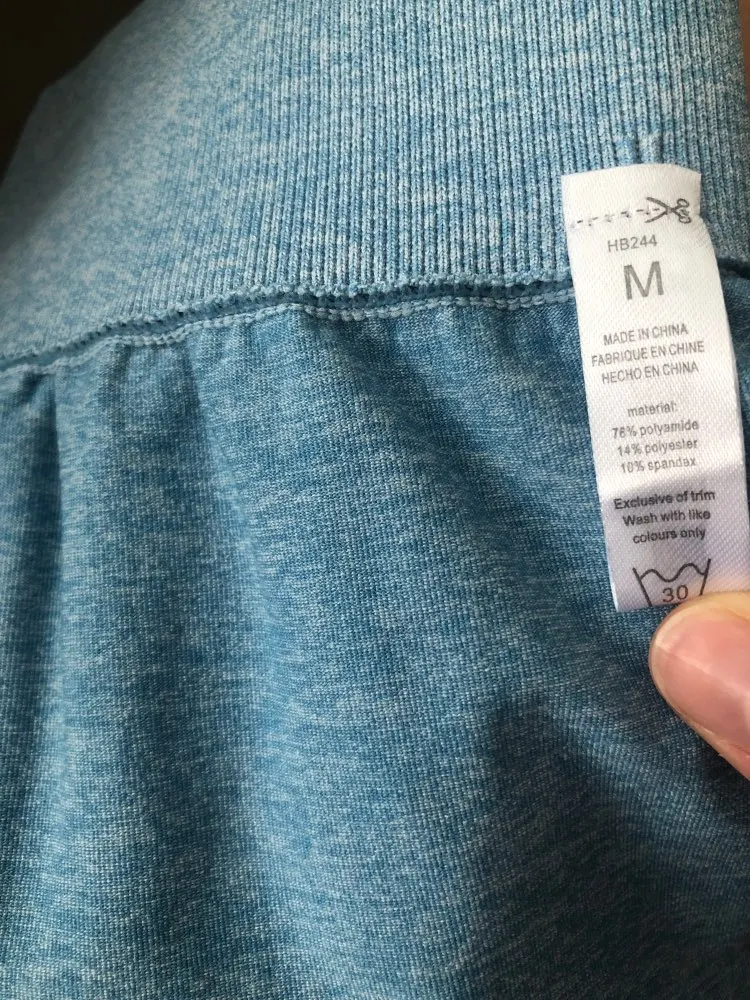 HB244
M
MADE IN CHINA
FABRIQUE EN CHINE
HECHO EN CHINA
material:
76% polyamide
14% polyester
10% spandax
Exclusive of trim
Wash with like
colours only
30